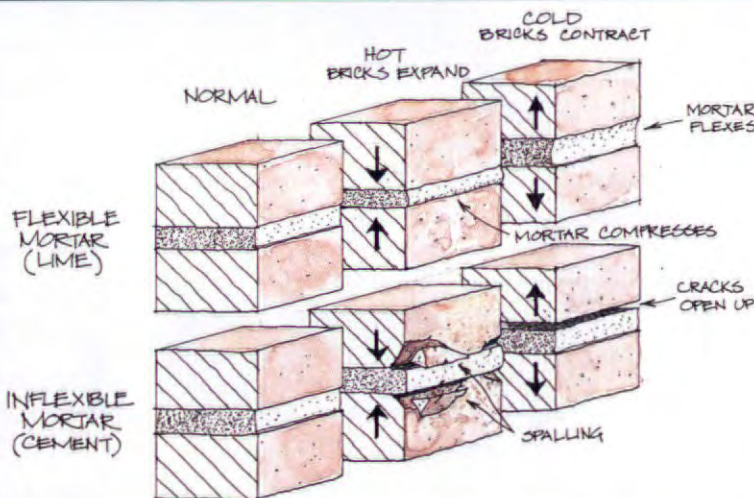 COLD
BRICKS CONTRACT
HOT
BRICKS EXPAND
NORMAL
MORTAR
FLEXES
FLEXIBLE
MORTAR
(LIME)
MORTAR COMPRESSES
CRACKS
OPEN UP
INFLEXIBLE
MORTAR
(CEMENT)
SPALLING